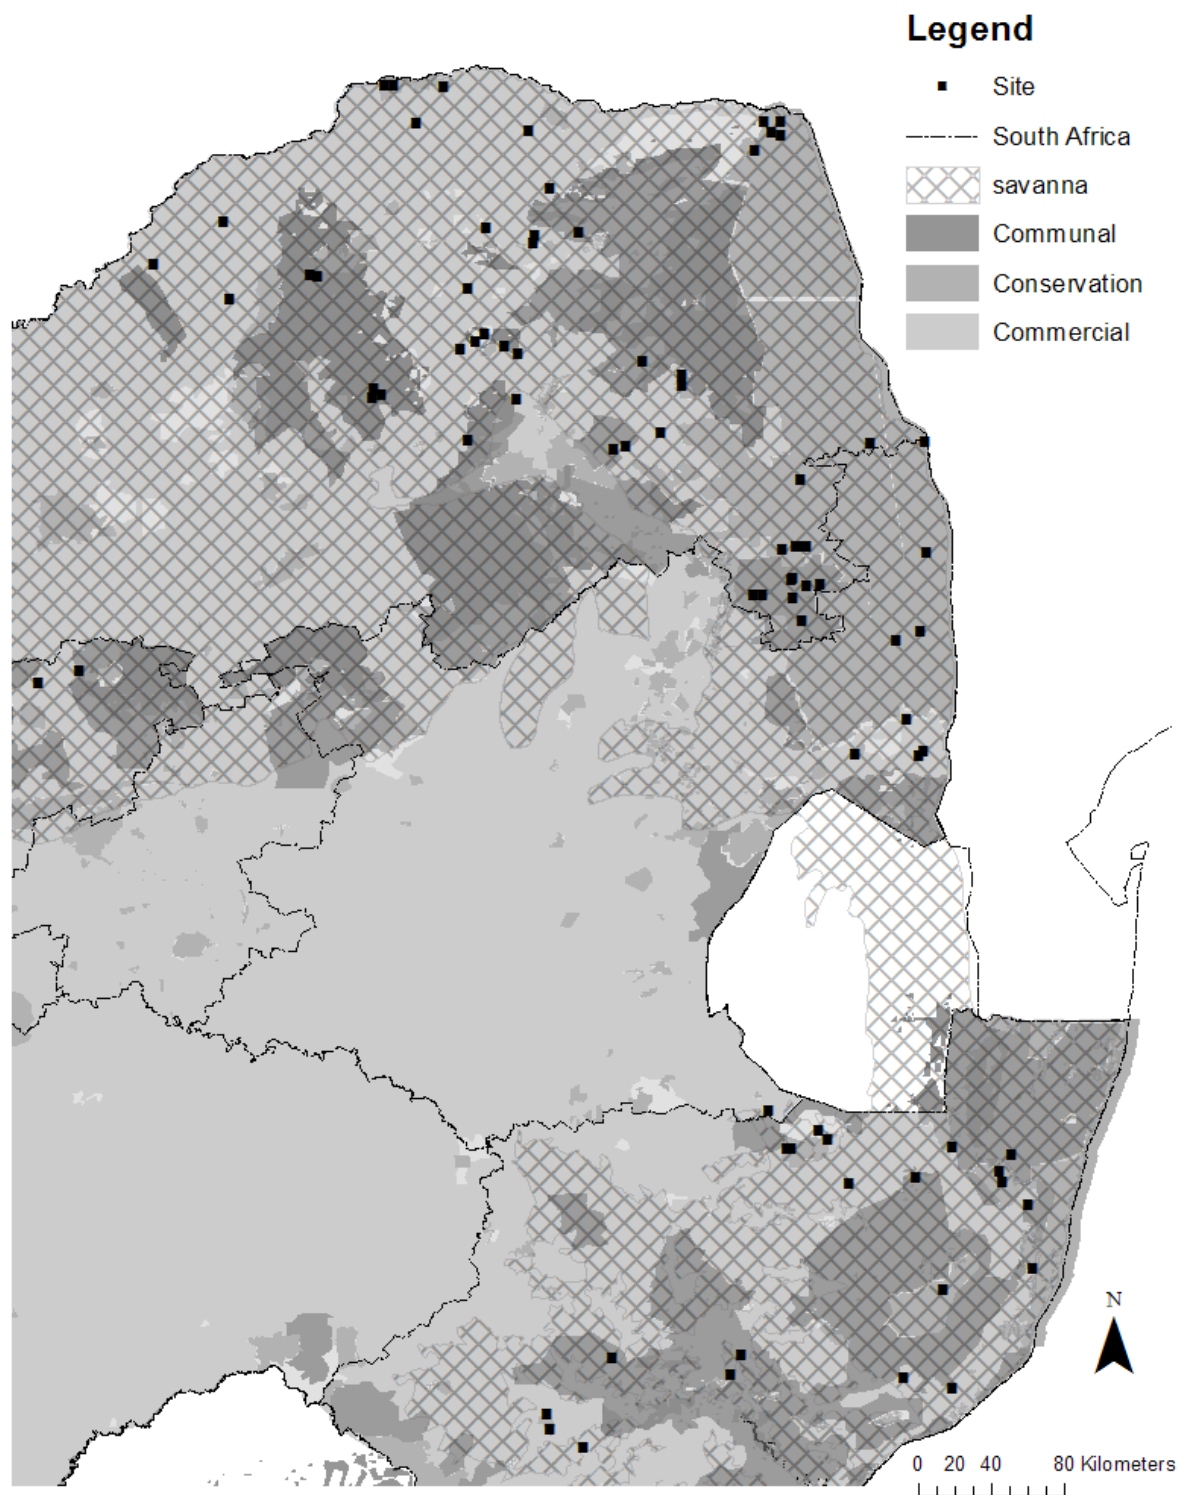 Legend
Site
South Africa
savanna
Communal
Conservation
Commercial
N
0 20 40 80 Kilometers